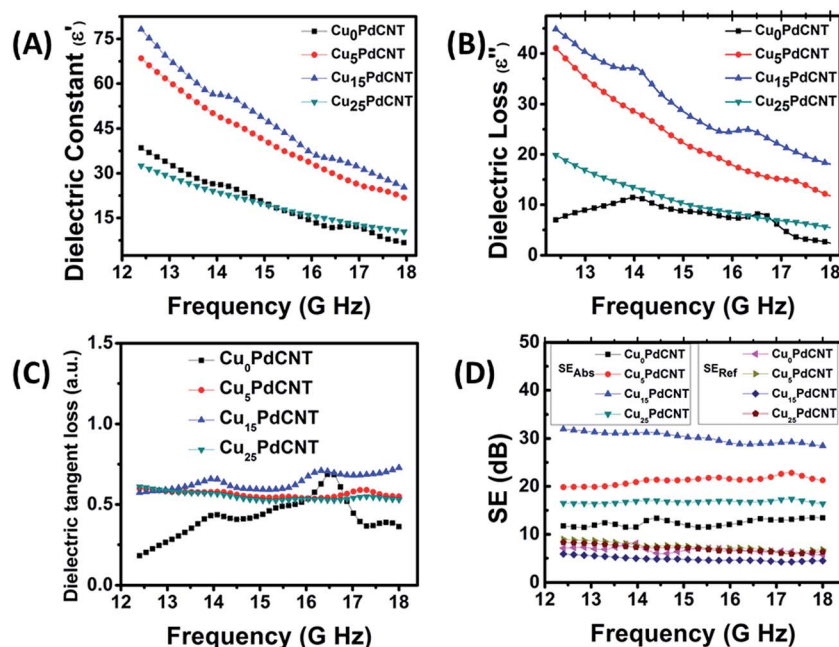 (A)
Dielectric Constant (ε')
75
60
45
30
15
Cu0PdCNT
Cu5PdCNT
Cu15PdCNT
Cu25PdCNT
12 13 14 15 16 17 18
Frequency (G Hz)
(B)
Dielectric Loss (ε'')
40
30
20
10
0
Cu0PdCNT
Cu5PdCNT
Cu15PdCNT
Cu25PdCNT
13 14 15 16 17 18
Frequency (G Hz)
(C)
Dielectric tangent loss (a.u.)
1.5
1.0
0.5
0.0
Cu0PdCNT
Cu5PdCNT
Cu15PdCNT
Cu25PdCNT
12 13 14 15 16 17 18
Frequency (G Hz)
(D)
SE (dB)
50
40
30
20
10
0
SEAbs
Cu0PdCNT
Cu5PdCNT
Cu15PdCNT
Cu25PdCNT
SERef
Cu0PdCNT
Cu5PdCNT
Cu15PdCNT
Cu25PdCNT
12 13 14 15 16 17 18
Frequency (G Hz)